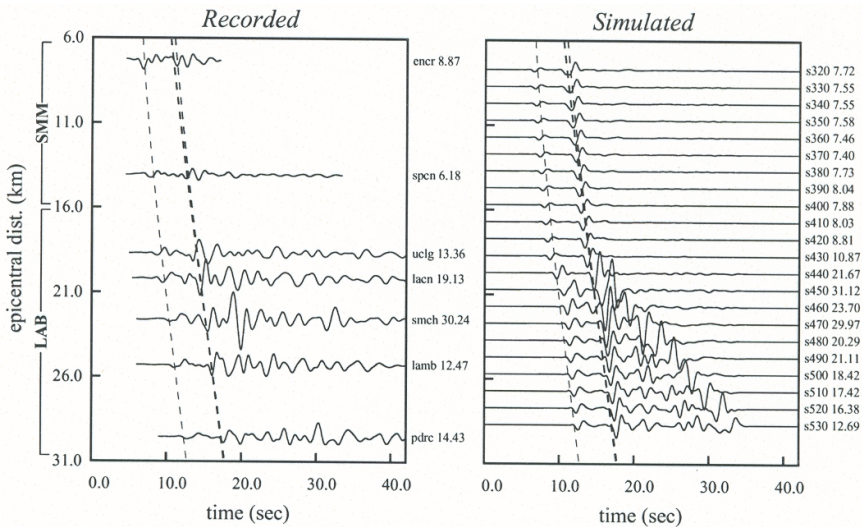 Recorded
Simulated
6.0
11.0
16.0
21.0
26.0
31.0
epicentral dist. (km)
SMM
LAB
encr 8.87
spcn 6.18
uclg 13.36
lacn 19.13
smch 30.24
lamb 12.47
pdrc 14.43
0.0 10.0 20.0 30.0 40.0
time (sec)
s320 7.72
s330 7.55
s340 7.55
s350 7.58
s360 7.46
s370 7.40
s380 7.73
s390 8.04
s400 7.88
s410 8.03
s420 8.81
s430 10.87
s440 21.67
s450 31.12
s460 23.70
s470 29.97
s480 20.29
s490 21.11
s500 18.42
s510 17.42
s520 16.38
s530 12.69
0.0 10.0 20.0 30.0 40.0
time (sec)